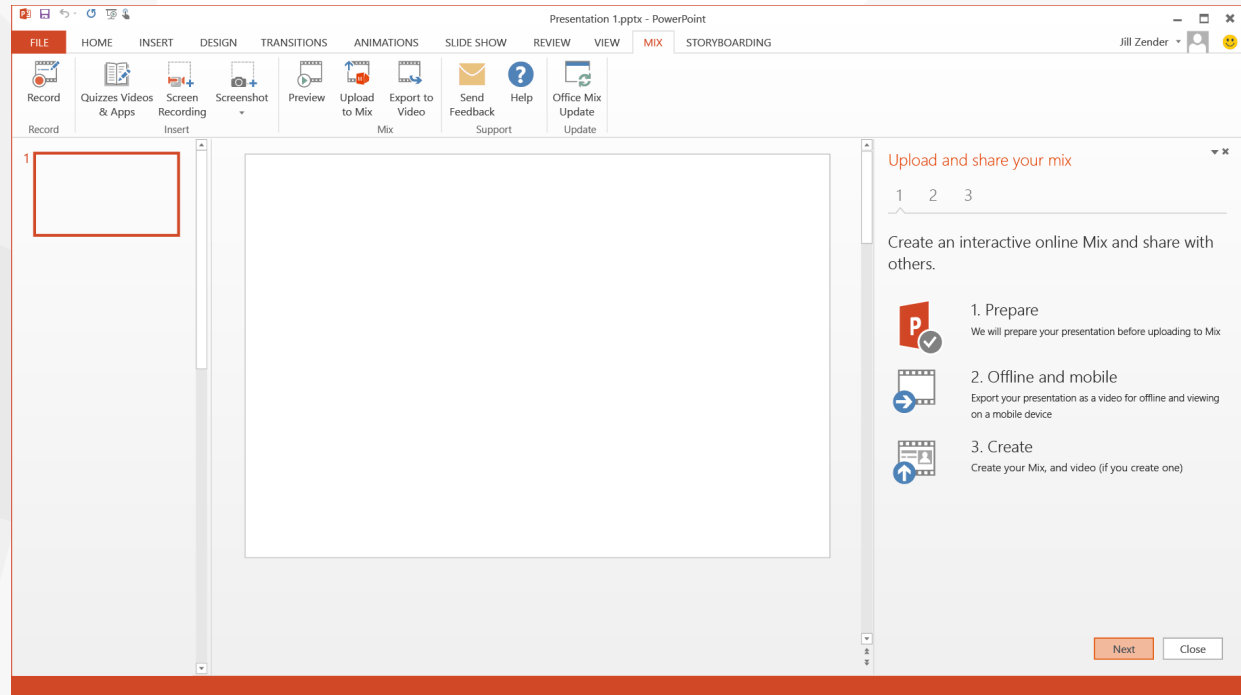 Presentation 1.pptx - PowerPoint
FILE HOME INSERT DESIGN TRANSITIONS ANIMATIONS SLIDE SHOW REVIEW VIEW MIX STORYBOARDING Jill Zender
Record Quizzes Videos Screen Screenshot Preview Upload Export to Send Help Office Mix
& Apps Recording to Mix Video Feedback Update
Record Insert Mix Support Update
1
Upload and share your mix
1 2 3
Create an interactive online Mix and share with
others.
P
1. Prepare
We will prepare your presentation before uploading to Mix
2. Offline and mobile
Export your presentation as a video for offline and viewing
on a mobile device
3. Create
Create your Mix, and video (if you create one)
Next Close